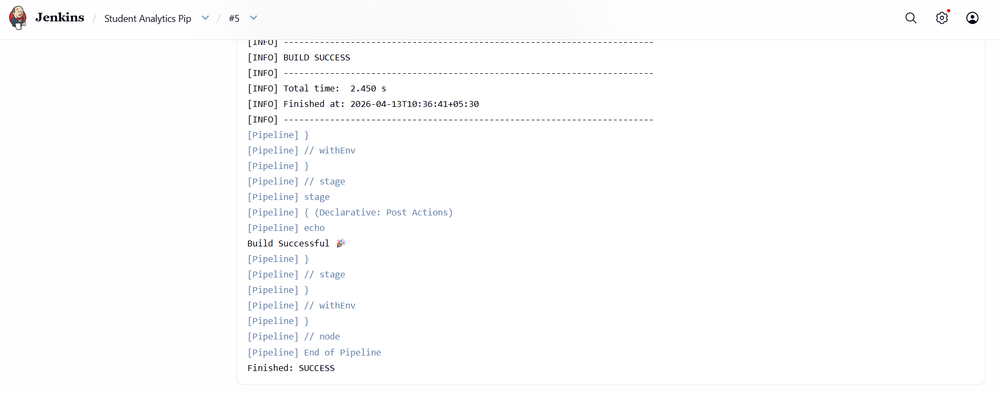 Jenkins / Student Analytics Pip / #5
[INFO] ------------------------------------------------------------------------
[INFO] BUILD SUCCESS
[INFO] ------------------------------------------------------------------------
[INFO] Total time:  2.450 s
[INFO] Finished at: 2026-04-13T10:36:41+05:30
[INFO] ------------------------------------------------------------------------
[Pipeline] }
[Pipeline] // withEnv
[Pipeline] }
[Pipeline] // stage
[Pipeline] stage
[Pipeline] { (Declarative: Post Actions)
[Pipeline] echo
Build Successful 🎉
[Pipeline] }
[Pipeline] // stage
[Pipeline] }
[Pipeline] // withEnv
[Pipeline] }
[Pipeline] // node
[Pipeline] End of Pipeline
Finished: SUCCESS